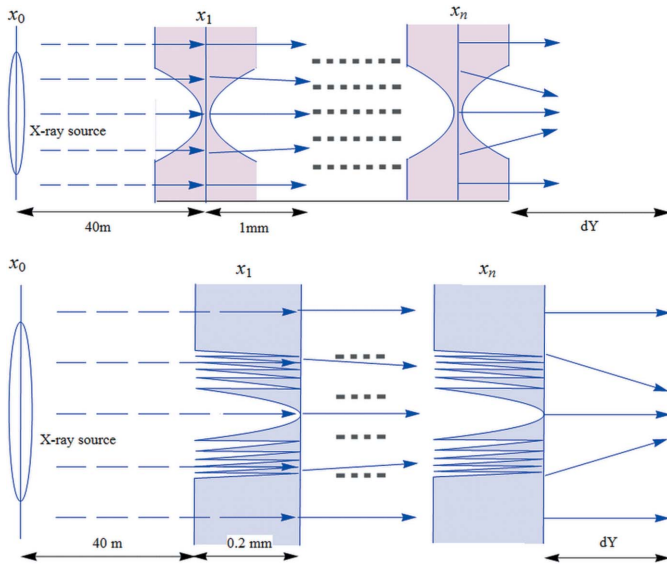 x₀
x₁
xₙ
X-ray source
40m
1mm
dY
x₀
x₁
xₙ
X-ray source
40 m
0.2 mm
dY